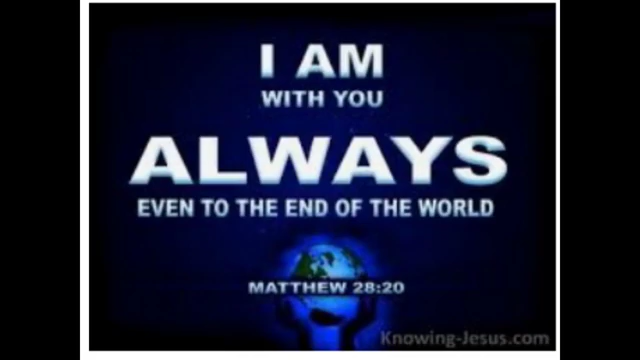 I AM
WITH YOU
ALWAYS
EVEN TO THE END OF THE WORLD
MATTHEW 28:20
Knowing-Jesus.com